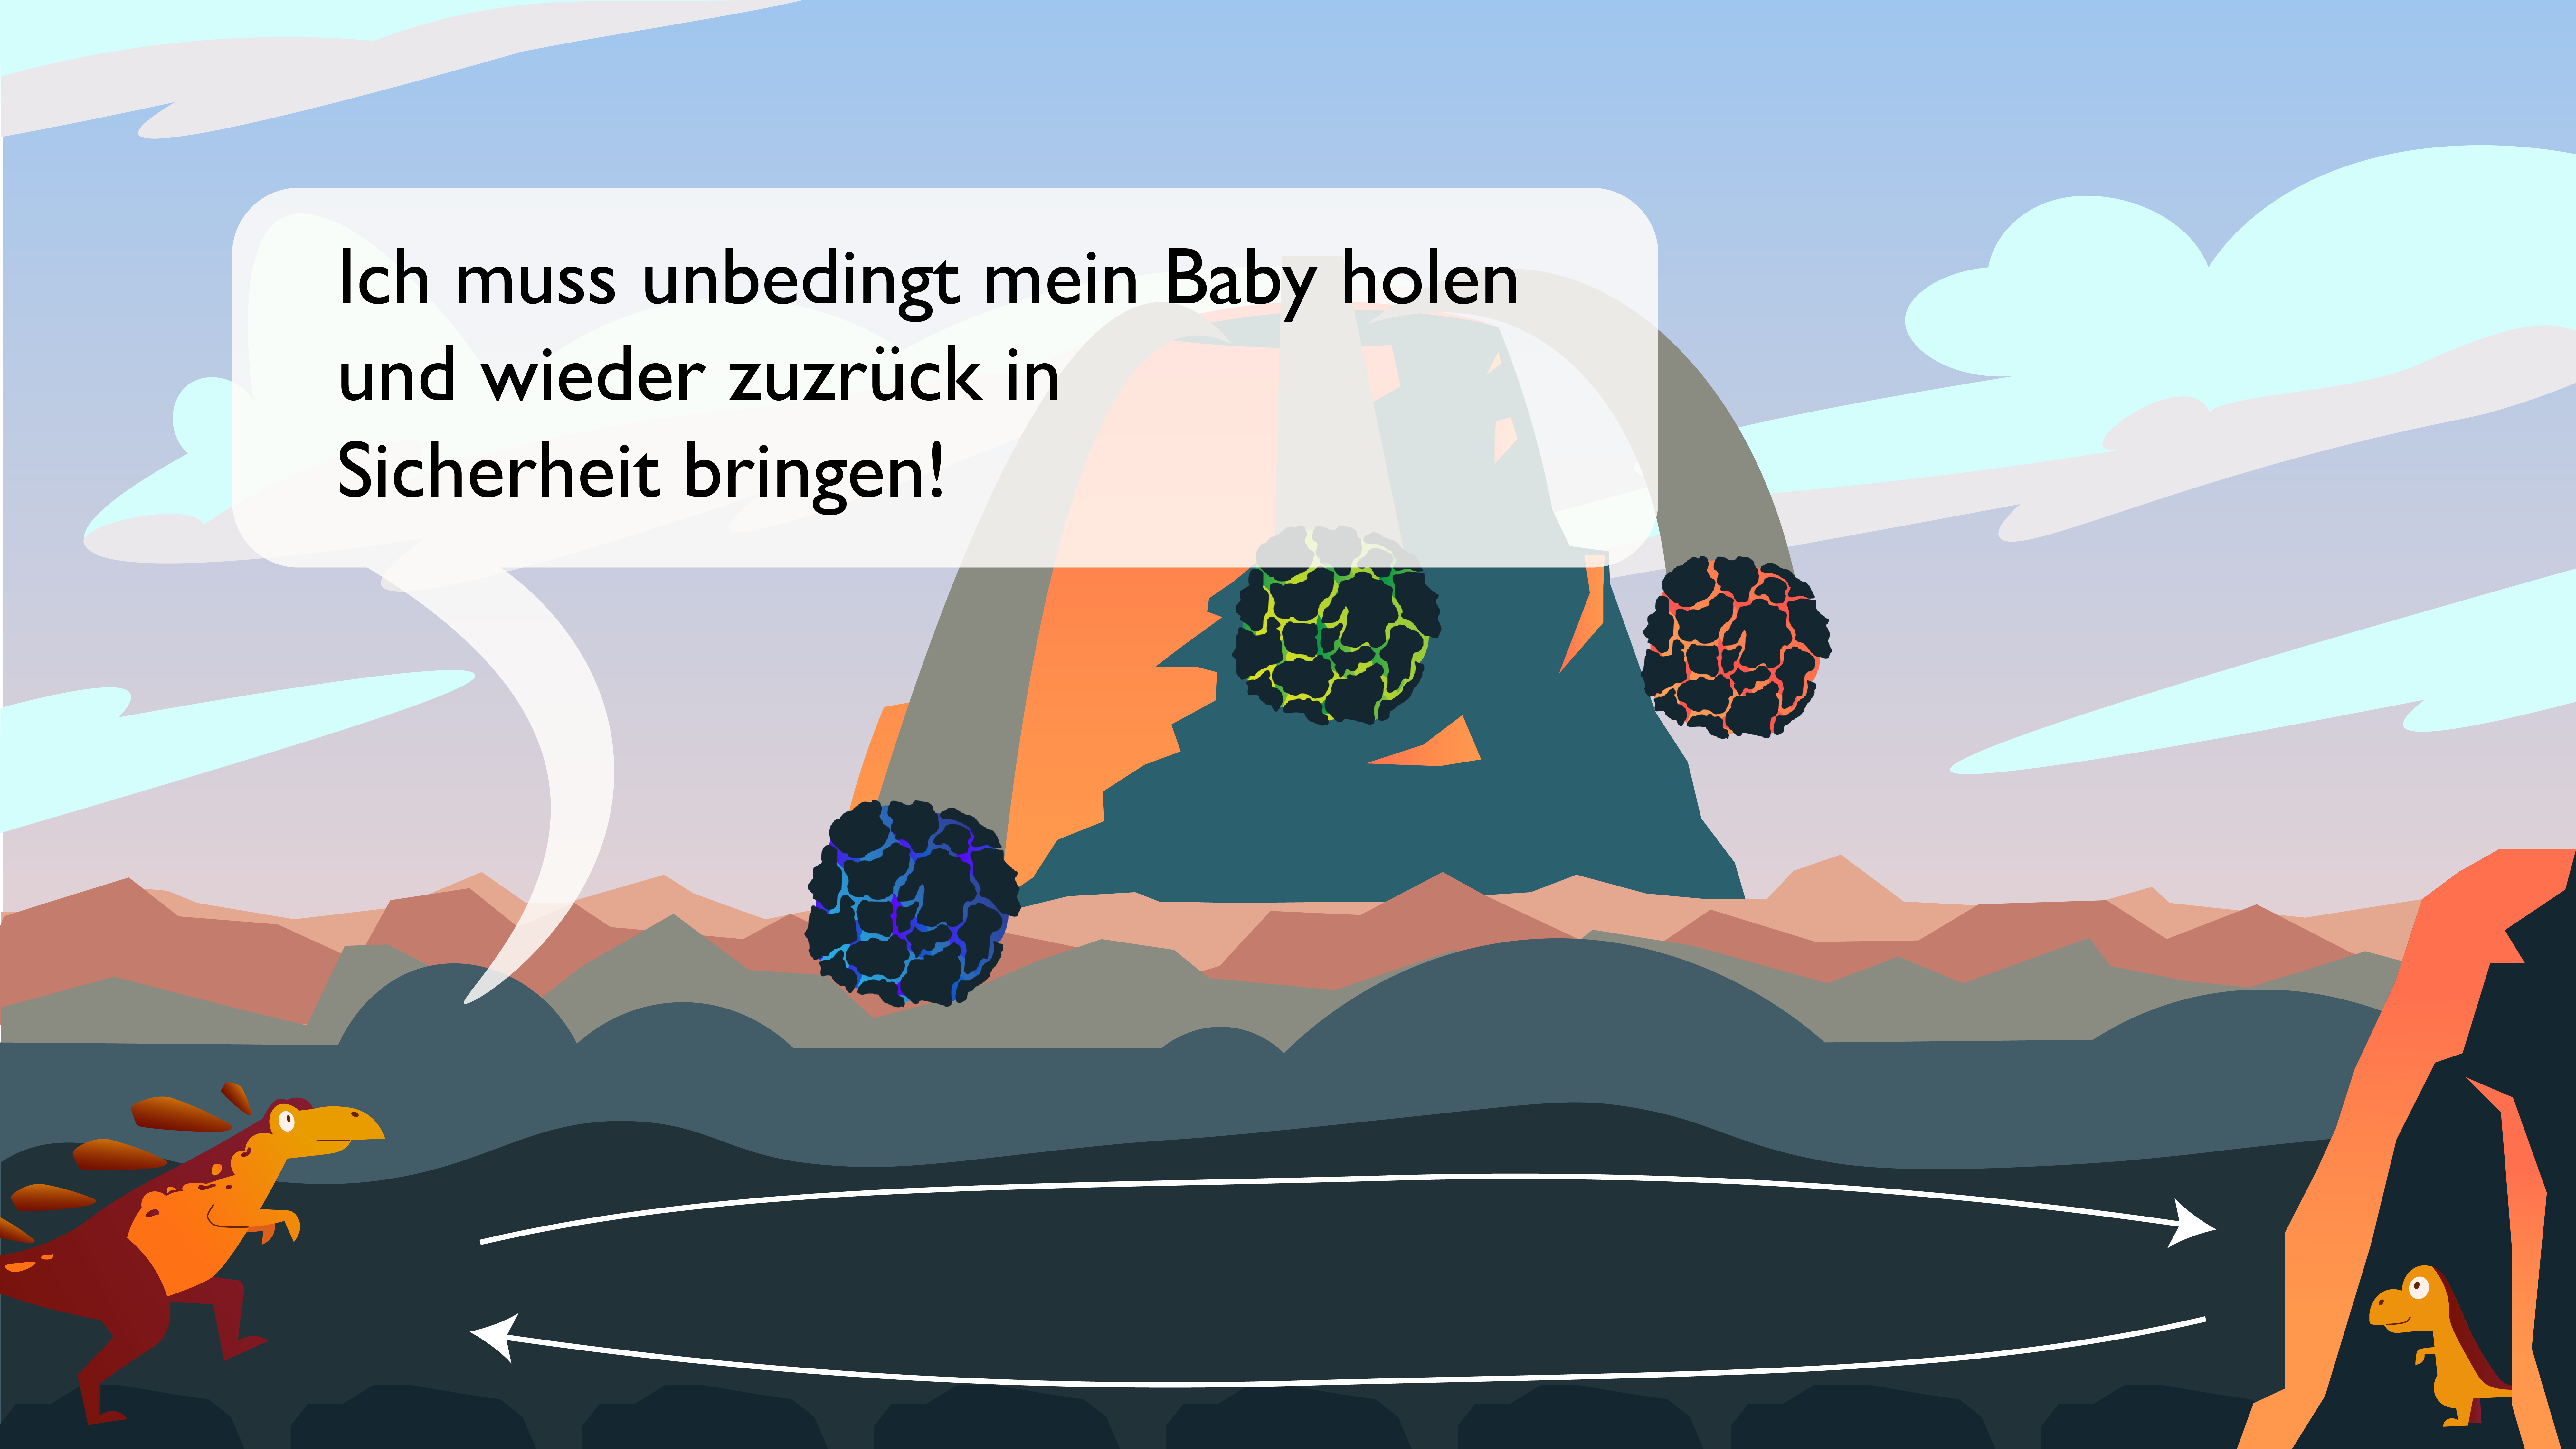 Ich muss unbedingt mein Baby holen
und wieder zuzrück in
Sicherheit bringen!